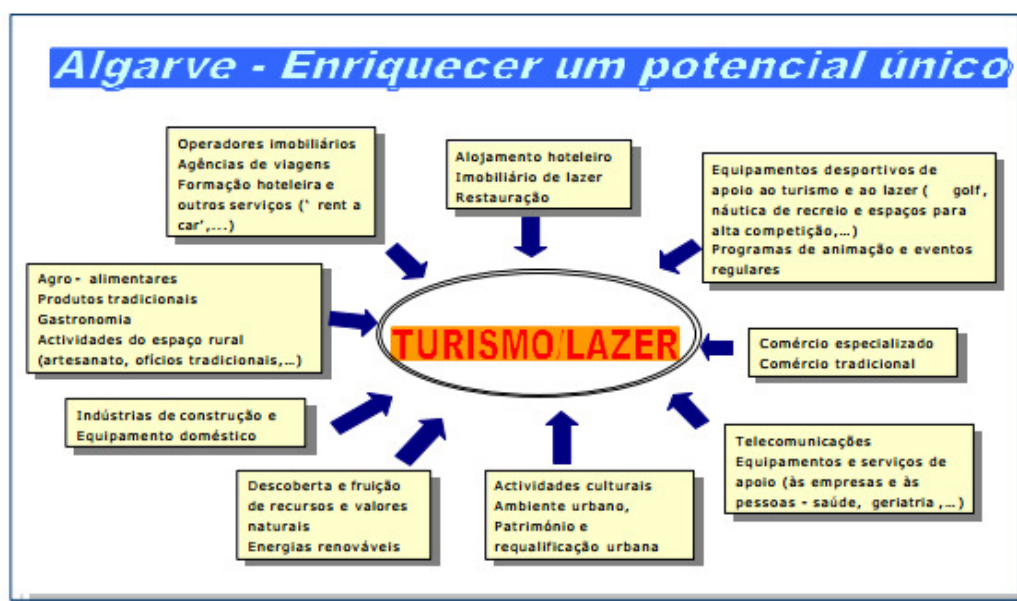 Algarve - Enriquecer um potencial único
Operadores imobiliários
Agências de viagens
Formação hoteleira e
outros serviços (‘ rent a
car’,...)
Alojamento hoteleiro
Imobiliário de lazer
Restauração
Equipamentos desportivos de
apoio ao turismo e ao lazer ( golf,
náutica de recreio e espaços para
alta competição,…)
Programas de animação e eventos
regulares
Agro - alimentares
Produtos tradicionais
Gastronomia
Actividades do espaço rural
(artesanato, ofícios tradicionais,…)
TURISMO/LAZER
Comércio especializado
Comércio tradicional
Indústrias de construção e
Equipamento doméstico
Telecomunicações
Equipamentos e serviços de
apoio (às empresas e às
pessoas - saúde, geriatria ,…)
Descoberta e fruição
de recursos e valores
naturais
Energias renováveis
Actividades culturais
Ambiente urbano,
Património e
requalificação urbana